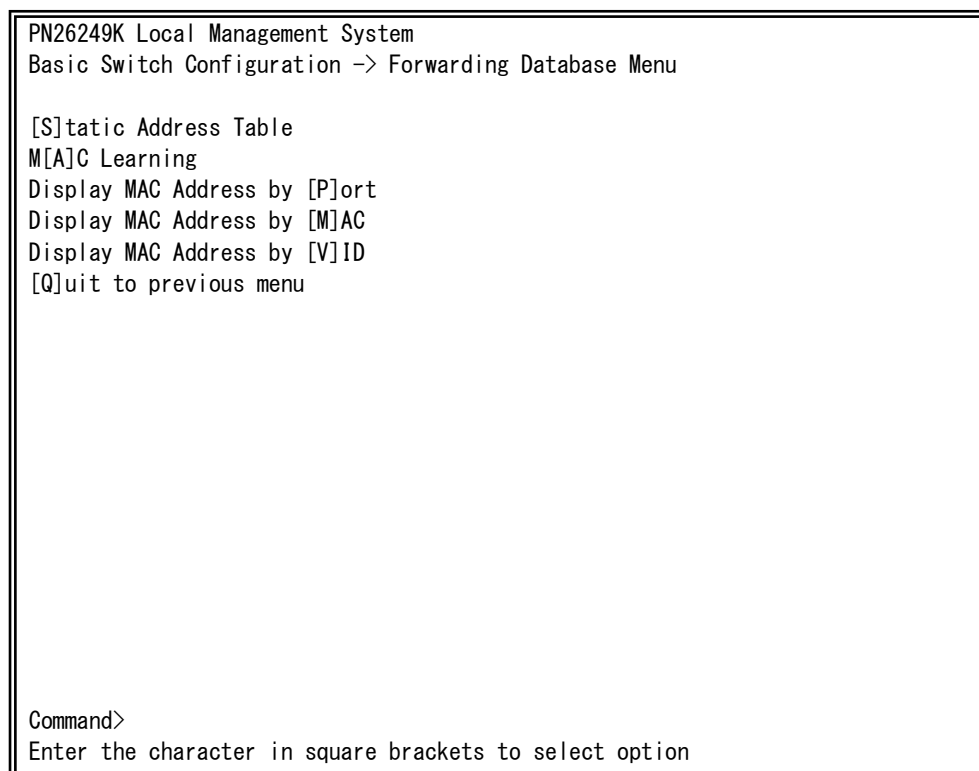 PN26249K Local Management System
Basic Switch Configuration -> Forwarding Database Menu
[S]tatic Address Table
M[A]C Learning
Display MAC Address by [P]ort
Display MAC Address by [M]AC
Display MAC Address by [V]ID
[Q]uit to previous menu
Command>
Enter the character in square brackets to select option